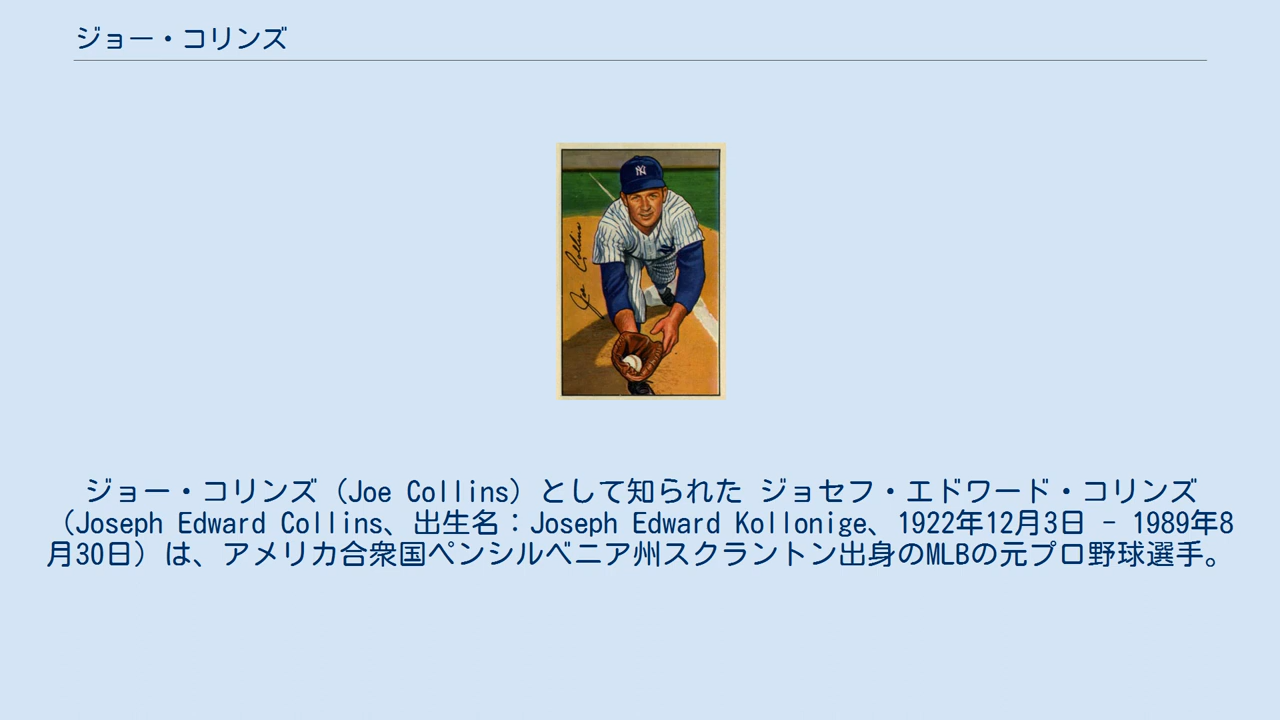 ジョー・コリンズ
NY
Joe Collins
ジョー・コリンズ（Joe Collins）として知られた ジョセフ・エドワード・コリンズ
（Joseph Edward Collins、出生名：Joseph Edward Kollonige、1922年12月3日 - 1989年8
月30日）は、アメリカ合衆国ペンシルベニア州スクラントン出身のMLBの元プロ野球選手。